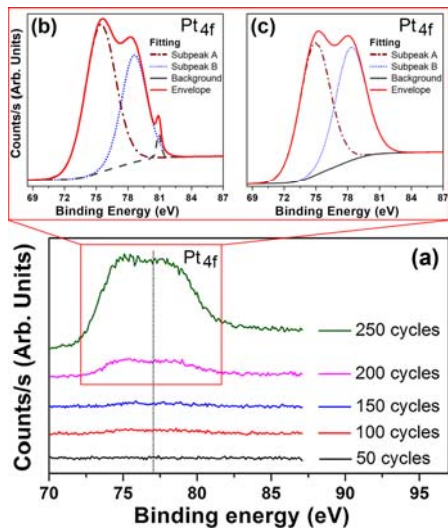 (b)
Pt4f
Fitting
Subpeak A
Subpeak B
Background
Envelope
Counts/s (Arb. Units)
69 72 75 78 81 84 87
Binding Energy (eV)
(c)
Pt4f
Fitting
Subpeak A
Subpeak B
Background
Envelope
69 72 75 78 81 84 87
Binding Energy (eV)
(a)
Pt4f
250 cycles
200 cycles
150 cycles
100 cycles
50 cycles
Counts/s (Arb. Units)
70 75 80 85 90 95
Binding energy (eV)